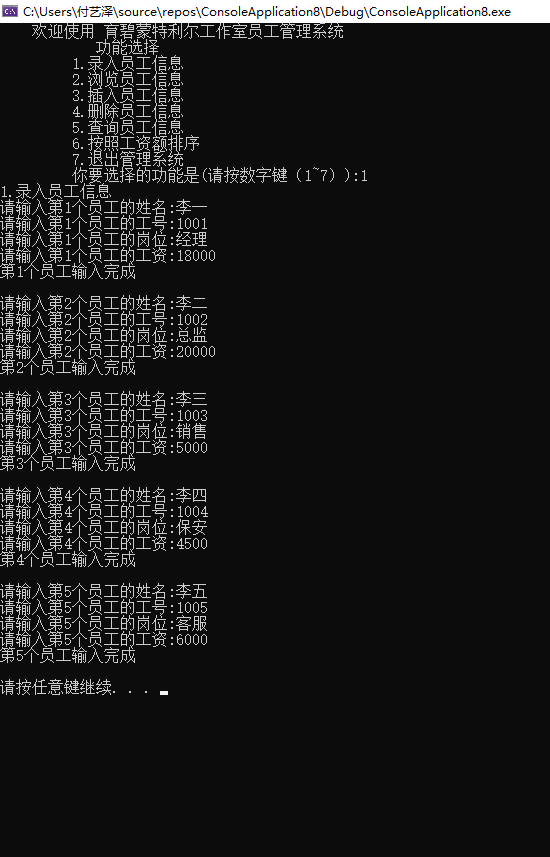 C:\Users\付艺泽\source\repos\ConsoleApplication8\Debug\ConsoleApplication8.exe
欢迎使用 育碧蒙特利尔工作室员工管理系统
功能选择
1.录入员工信息
2.浏览员工信息
3.插入员工信息
4.删除员工信息
5.查询员工信息
6.按照工资额排序
7.退出管理系统
你要选择的功能是(请按数字键（1~7）):1
1.录入员工信息
请输入第1个员工的姓名:李一
请输入第1个员工的工号:1001
请输入第1个员工的岗位:经理
请输入第1个员工的工资:18000
第1个员工输入完成
请输入第2个员工的姓名:李二
请输入第2个员工的工号:1002
请输入第2个员工的岗位:总监
请输入第2个员工的工资:20000
第2个员工输入完成
请输入第3个员工的姓名:李三
请输入第3个员工的工号:1003
请输入第3个员工的岗位:销售
请输入第3个员工的工资:5000
第3个员工输入完成
请输入第4个员工的姓名:李四
请输入第4个员工的工号:1004
请输入第4个员工的岗位:保安
请输入第4个员工的工资:4500
第4个员工输入完成
请输入第5个员工的姓名:李五
请输入第5个员工的工号:1005
请输入第5个员工的岗位:客服
请输入第5个员工的工资:6000
第5个员工输入完成
请按任意键继续. . .